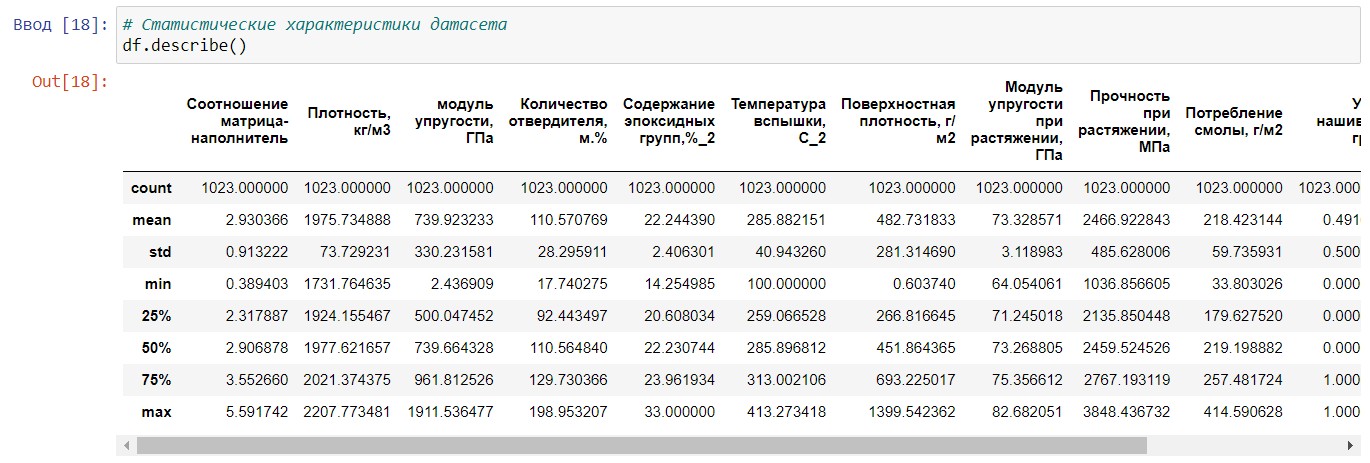 Ввод [18]:
# Статистические характеристики датасета
df.describe()
Out[18]:
Соотношение матрица-наполнитель Плотность, кг/м3 модуль упругости, ГПа Количество отвердителя, м.% Содержание эпоксидных групп,%_2 Температура вспышки, С_2 Поверхностная плотность, г/м2 Модуль упругости при растяжении, ГПа Прочность при растяжении, МПа Потребление смолы, г/м2
count 1023.000000 1023.000000 1023.000000 1023.000000 1023.000000 1023.000000 1023.000000 1023.000000 1023.000000 1023.000000 1023.000
mean 2.930366 1975.734888 739.923233 110.570769 22.244390 285.882151 482.731833 73.328571 2466.922843 218.423144 0.491
std 0.913222 73.729231 330.231581 28.295911 2.406301 40.943260 281.314690 3.118983 485.628006 59.735931 0.500
min 0.389403 1731.764635 2.436909 17.740275 14.254985 100.000000 0.603740 64.054061 1036.856605 33.803026 0.000
25% 2.317887 1924.155467 500.047452 92.443497 20.608034 259.066528 266.816645 71.245018 2135.850448 179.627520 0.000
50% 2.906878 1977.621657 739.664328 110.564840 22.230744 285.896812 451.864365 73.268805 2459.524526 219.198882 0.000
75% 3.552660 2021.374375 961.812526 129.730366 23.961934 313.002106 693.225017 75.356612 2767.193119 257.481724 1.000
max 5.591742 2207.773481 1911.536477 198.953207 33.000000 413.273418 1399.542362 82.682051 3848.436732 414.590628 1.000